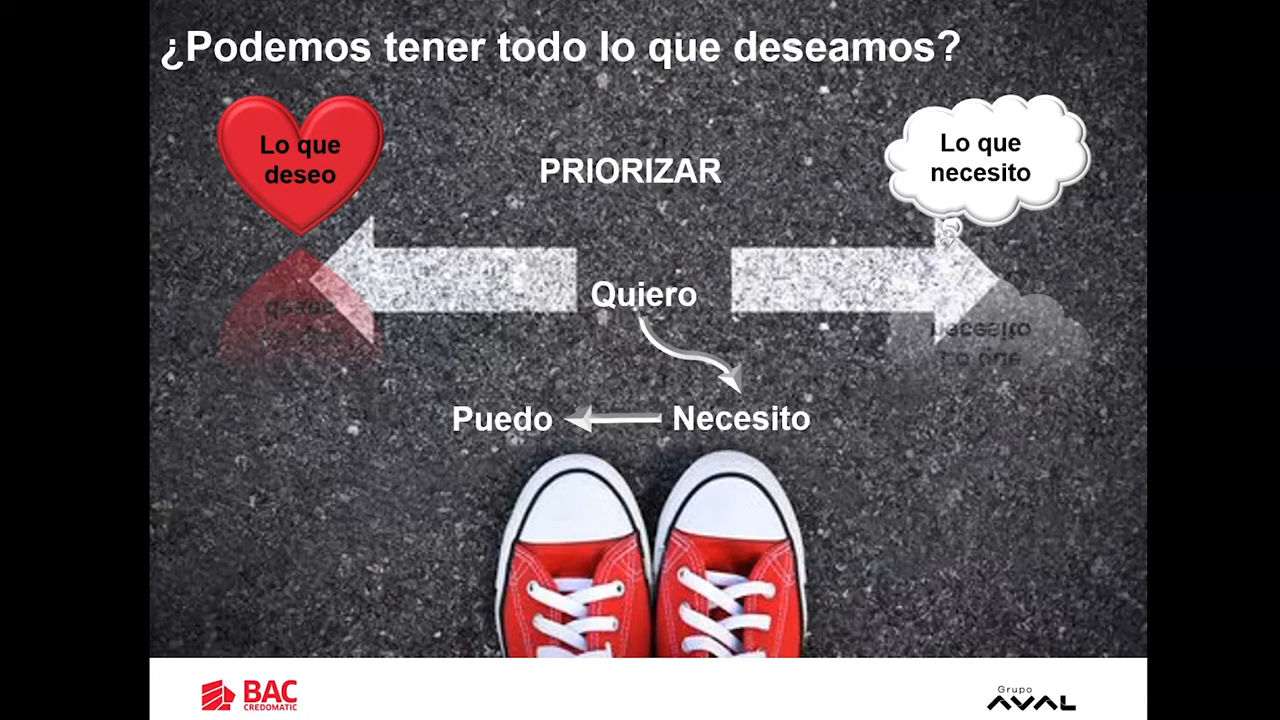 ¿Podemos tener todo lo que deseamos?
Lo que
deseo
PRIORIZAR
Lo que
necesito
Quiero
Puedo
Necesito
BAC
CREDOMATIC
Grupo
AVAL